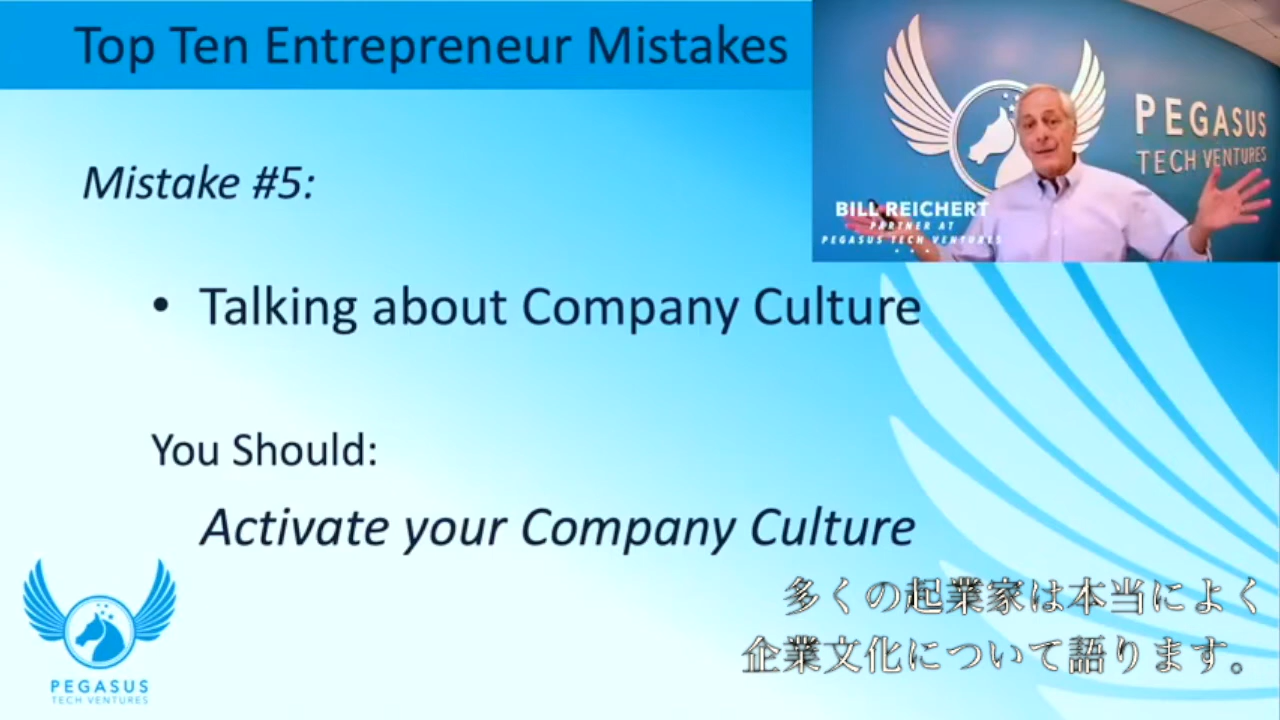 Top Ten Entrepreneur Mistakes
PEGASUS
TECH VENTURES
BILL REICHERT
PARTNER AT
PEGASUS TECH VENTURES
Mistake #5:
• Talking about Company Culture
You Should:
Activate your Company Culture
多くの起業家は本当によく
企業文化について語ります。
PEGASUS
TECH VENTURES